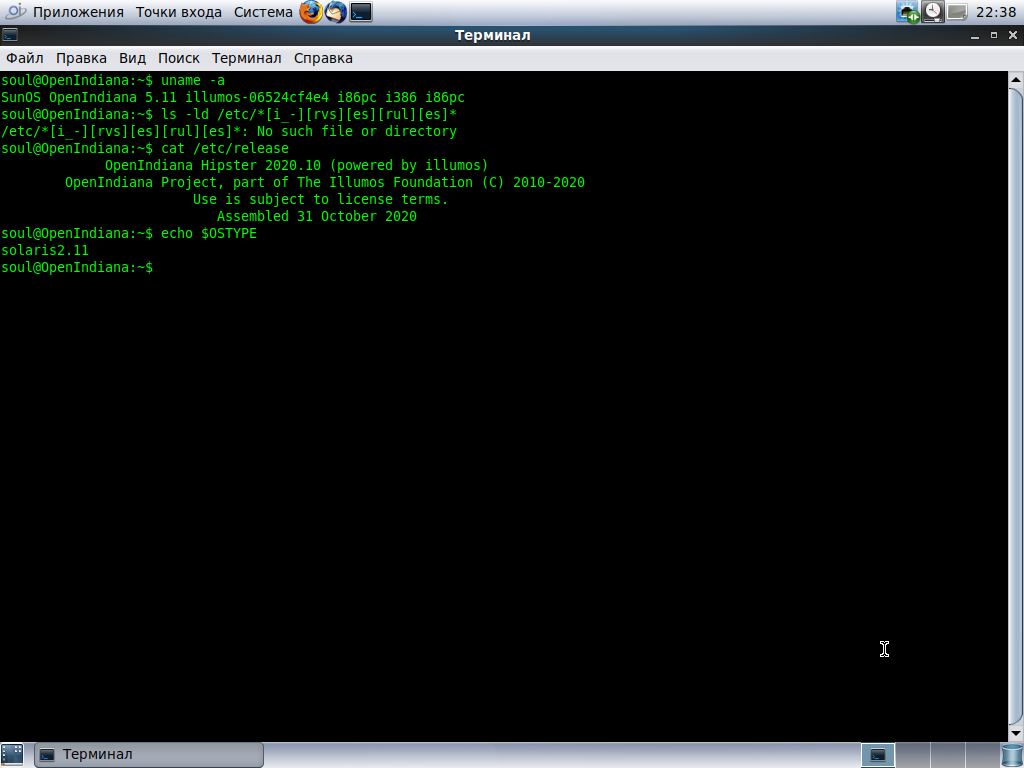 Приложения Точки входа Система 22:38
Терминал
Файл Правка Вид Поиск Терминал Справка
soul@OpenIndiana:~$ uname -a
SunOS OpenIndiana 5.11 illumos-06524cf4e4 i86pc i386 i86pc
soul@OpenIndiana:~$ ls -ld /etc/*[i_-][rvs][es][rul][es]*
/etc/*[i_-][rvs][es][rul][es]*: No such file or directory
soul@OpenIndiana:~$ cat /etc/release
OpenIndiana Hipster 2020.10 (powered by illumos)
OpenIndiana Project, part of The Illumos Foundation (C) 2010-2020
Use is subject to license terms.
Assembled 31 October 2020
soul@OpenIndiana:~$ echo $OSTYPE
solaris2.11
soul@OpenIndiana:~$
Терминал